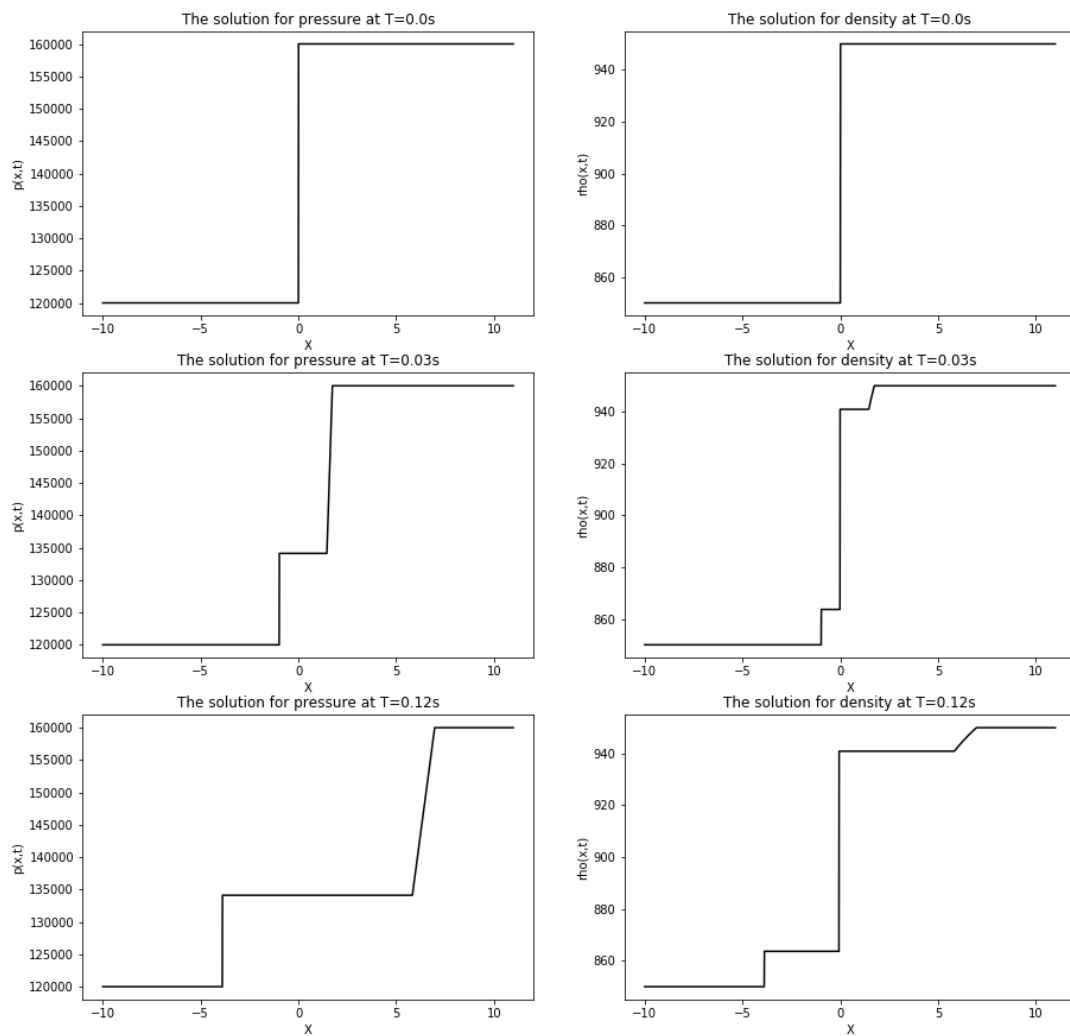 The solution for pressure at T=0.0s
160000
155000
150000
145000
140000
135000
130000
125000
120000
p(x,t)
−10 −5 0 5 10
X
The solution for density at T=0.0s
940
920
900
880
860
rho(x,t)
−10 −5 0 5 10
X
The solution for pressure at T=0.03s
160000
155000
150000
145000
140000
135000
130000
125000
120000
p(x,t)
−10 −5 0 5 10
X
The solution for density at T=0.03s
940
920
900
880
860
rho(x,t)
−10 −5 0 5 10
X
The solution for pressure at T=0.12s
160000
155000
150000
145000
140000
135000
130000
125000
120000
p(x,t)
−10 −5 0 5 10
X
The solution for density at T=0.12s
940
920
900
880
860
rho(x,t)
−10 −5 0 5 10
X